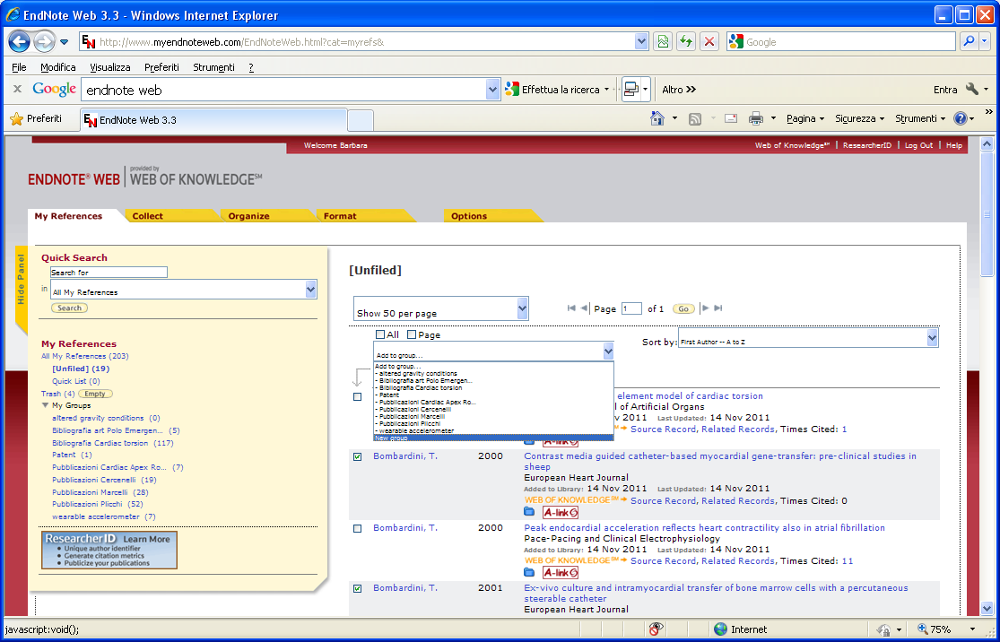 EndNote Web 3.3 - Windows Internet Explorer
EN http://www.myendnoteweb.com/EndNoteWeb.html?cat=myrefs& Google
File Modifica Visualizza Preferiti Strumenti ?
x Google endnote web Effettua la ricerca Altro >> Entra
Preferiti EN EndNote Web 3.3 Pagina Sicurezza Strumenti >>
Welcome Barbara Web of Knowledge℠ | ResearcherID | Log Out | Help
ENDNOTE® WEB provided by WEB OF KNOWLEDGE℠
My References Collect Organize Format Options
Hide Panel
Quick Search
Search for
in All My References
Search
My References
All My References (203)
[Unfiled] (19)
Quick List (0)
Trash (4) Empty
My Groups
altered gravity conditions (0)
Bibliografia art Polo Emergen... (5)
Bibliografia Cardiac torsion (117)
Patent (1)
Pubblicazioni Cardiac Apex Ro... (7)
Pubblicazioni Cercenelli (19)
Pubblicazioni Marcelli (28)
Pubblicazioni Plicchi (52)
wearable accelerometer (7)
ResearcherID Learn More
• Unique author identifier
• Generate citation metrics
• Publicize your publications
[Unfiled]
Show 50 per page Page 1 of 1 Go
All Page
Add to group... Sort by: First Author -- A to Z
Add to group...
- altered gravity conditions
- Bibliografia art Polo Emergen...
- Bibliografia Cardiac torsion
- Patent
- Pubblicazioni Cardiac Apex Ro...
- Pubblicazioni Cercenelli
- Pubblicazioni Marcelli
- Pubblicazioni Plicchi
- wearable accelerometer
New group
element model of cardiac torsion
l of Artificial Organs
2011 Last Updated: 14 Nov 2011
Source Record, Related Records, Times Cited: 1
A-link
Bombardini, T. 2000 Contrast media guided catheter-based myocardial gene-transfer: pre-clinical studies in
sheep
European Heart Journal
Added to Library: 14 Nov 2011 Last Updated: 14 Nov 2011
WEB OF KNOWLEDGE℠ Source Record, Related Records, Times Cited: 0
A-link
Bombardini, T. 2000 Peak endocardial acceleration reflects heart contractility also in atrial fibrillation
Pace-Pacing and Clinical Electrophysiology
Added to Library: 14 Nov 2011 Last Updated: 14 Nov 2011
WEB OF KNOWLEDGE℠ Source Record, Related Records, Times Cited: 11
A-link
Bombardini, T. 2001 Ex-vivo culture and intramyocardial transfer of bone marrow cells with a percutaneous
steerable catheter
European Heart Journal
javascript:void(); Internet 75%